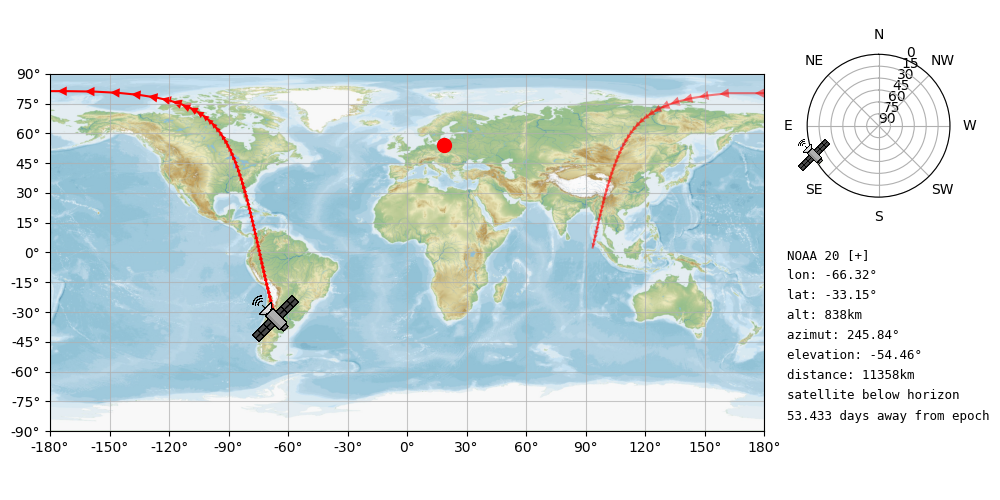 N
NE
NW
0
15
30
45
60
75
90
E
W
SE
SW
S
90°
75°
60°
45°
30°
15°
0°
-15°
-30°
-45°
-60°
-75°
-90°
-180° -150° -120° -90° -60° -30° 0° 30° 60° 90° 120° 150° 180°
NOAA 20 [+]
lon: -66.32°
lat: -33.15°
alt: 838km
azimut: 245.84°
elevation: -54.46°
distance: 11358km
satellite below horizon
53.433 days away from epoch